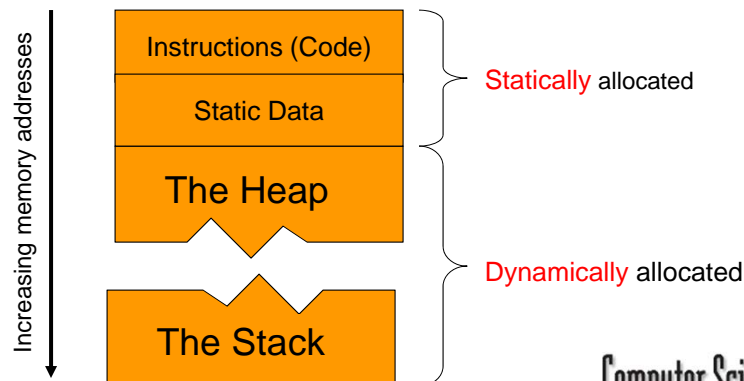 Increasing memory addresses
Instructions (Code)
Static Data
Statically allocated
The Heap
Dynamically allocated
The Stack
Computer Sci